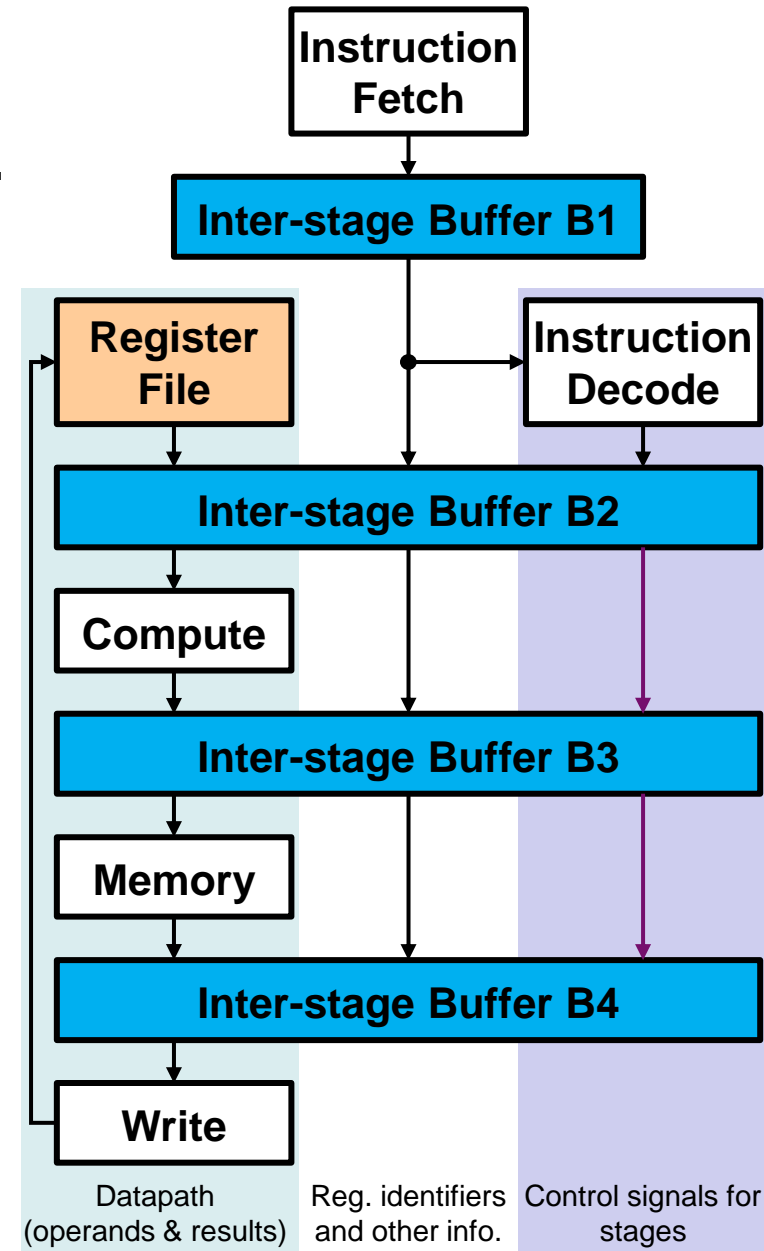 Instruction
Fetch
Inter-stage Buffer B1
Register
File
Instruction
Decode
Inter-stage Buffer B2
Compute
Inter-stage Buffer B3
Memory
Inter-stage Buffer B4
Write
Datapath
(operands & results)
Reg. identifiers
and other info.
Control signals for
stages